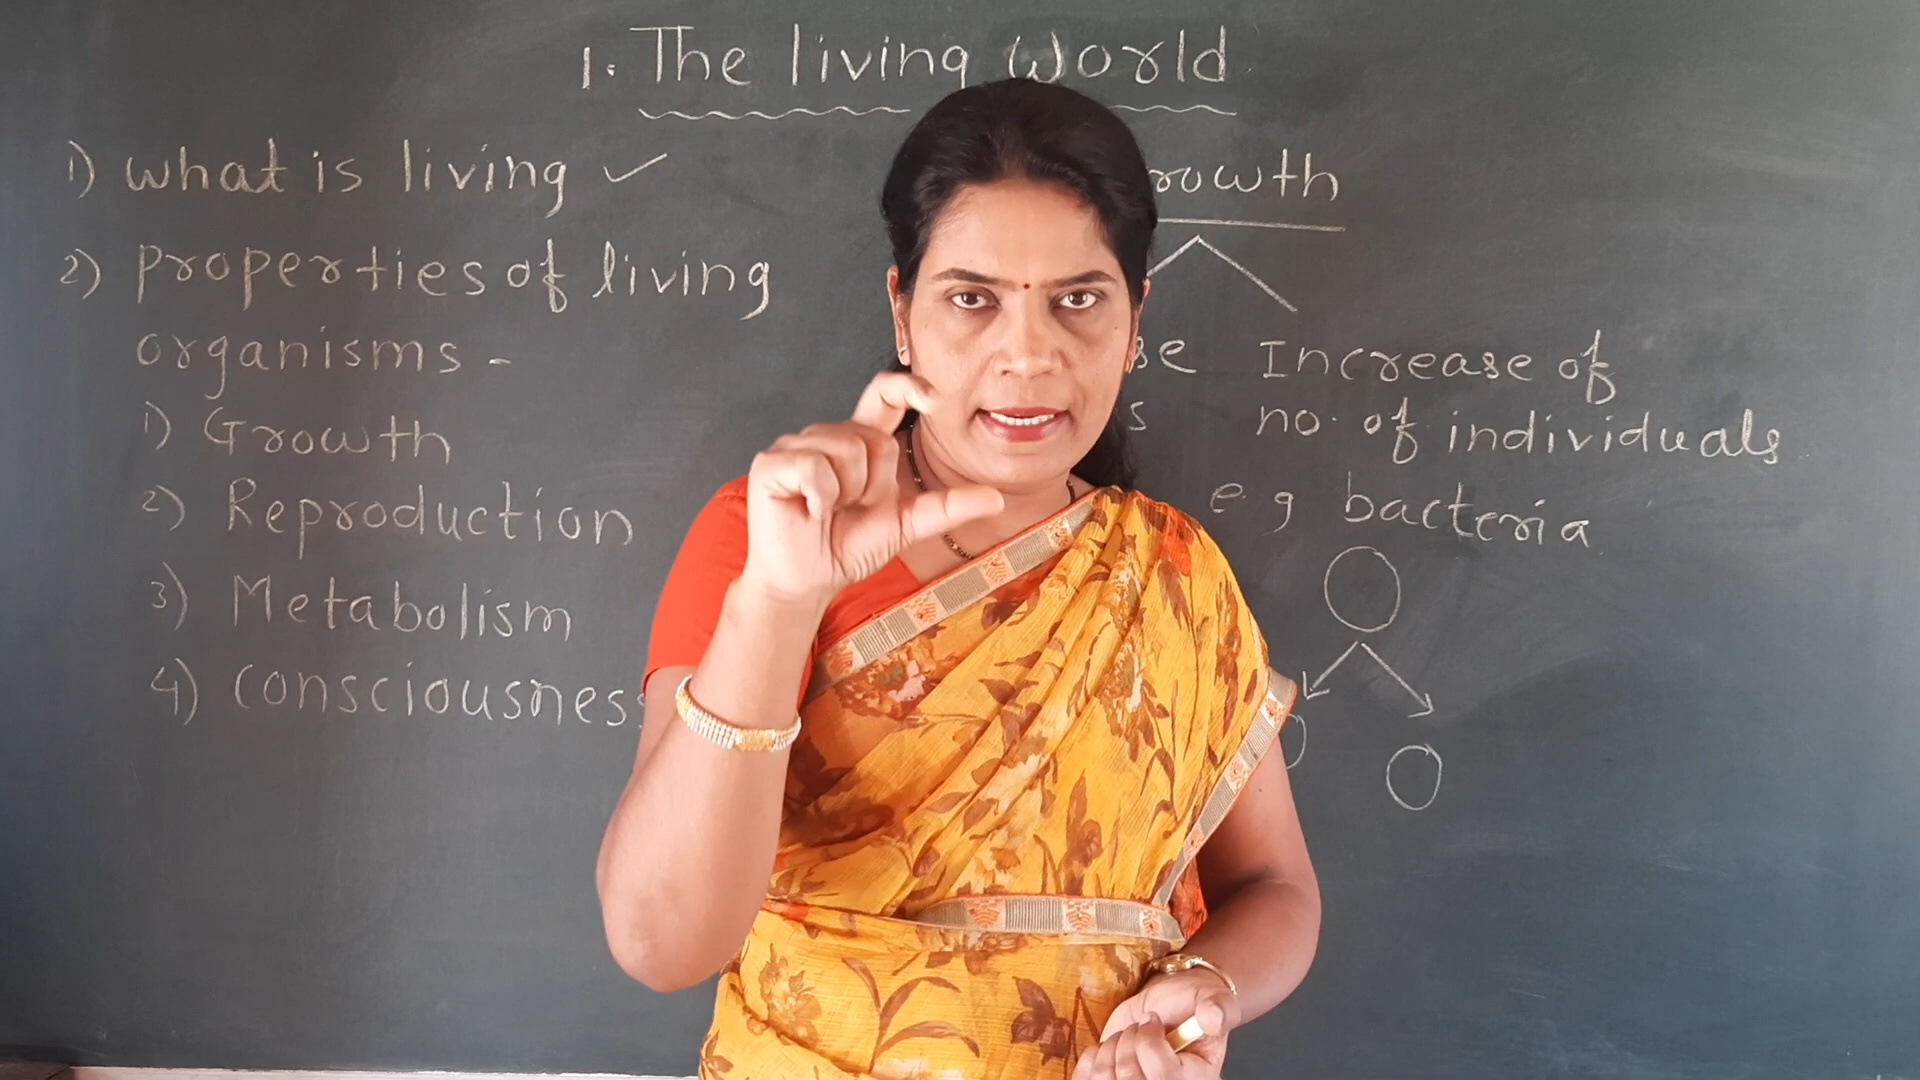 1. The living world
1) what is living ✓
2) properties of living
organisms -
1) Growth
2) Reproduction
3) Metabolism
4) consciousness
Increase of
no. of individuals
e.g bacteria